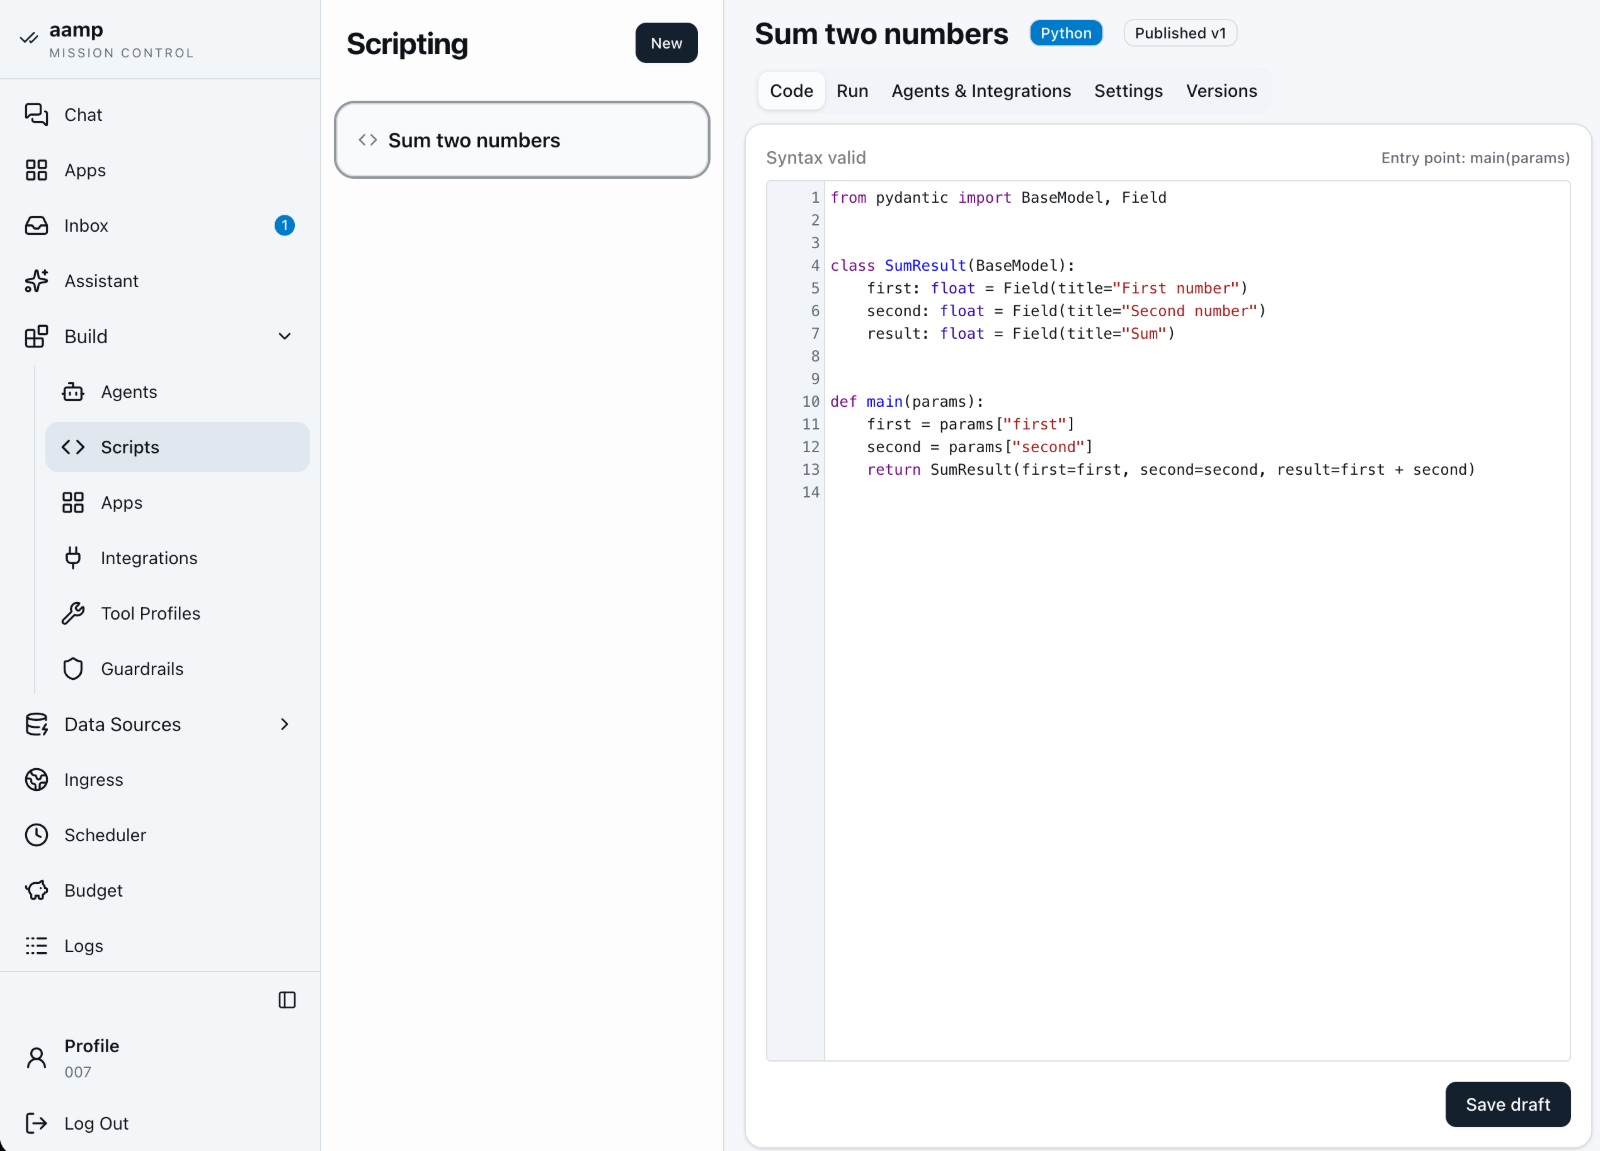 aamp
MISSION CONTROL
Chat
Apps
Inbox 1
Assistant
Build
Agents
Scripts
Apps
Integrations
Tool Profiles
Guardrails
Data Sources
Ingress
Scheduler
Budget
Logs
Profile
007
Log Out
Scripting
New
<> Sum two numbers
Sum two numbers Python Published v1
Code Run Agents & Integrations Settings Versions
Syntax valid Entry point: main(params)
1 from pydantic import BaseModel, Field
2
3
4 class SumResult(BaseModel):
5     first: float = Field(title="First number")
6     second: float = Field(title="Second number")
7     result: float = Field(title="Sum")
8
9
10 def main(params):
11     first = params["first"]
12     second = params["second"]
13     return SumResult(first=first, second=second, result=first + second)
14
Save draft